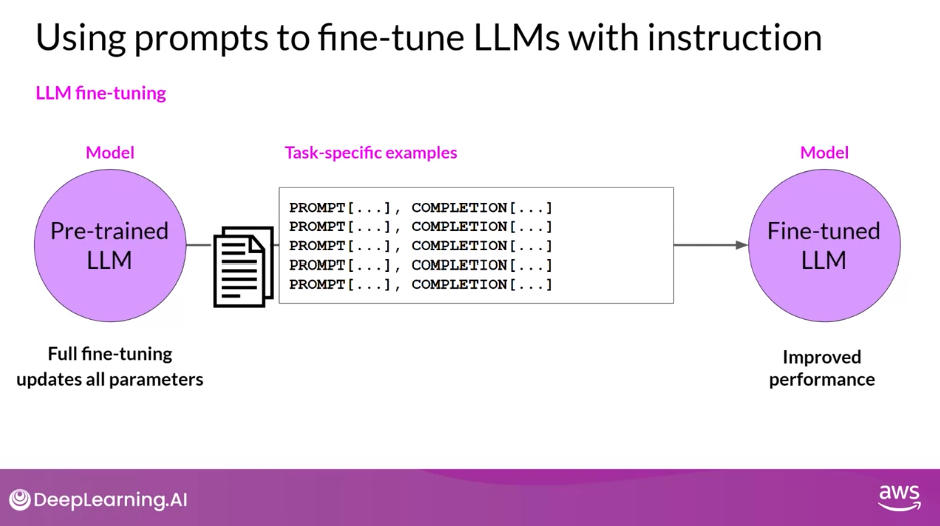 Using prompts to fine-tune LLMs with instruction
LLM fine-tuning
Model
Pre-trained
LLM
Full fine-tuning
updates all parameters
Task-specific examples
PROMPT[...], COMPLETION[...]
PROMPT[...], COMPLETION[...]
PROMPT[...], COMPLETION[...]
PROMPT[...], COMPLETION[...]
PROMPT[...], COMPLETION[...]
Model
Fine-tuned
LLM
Improved
performance
DeepLearning.AI
aws